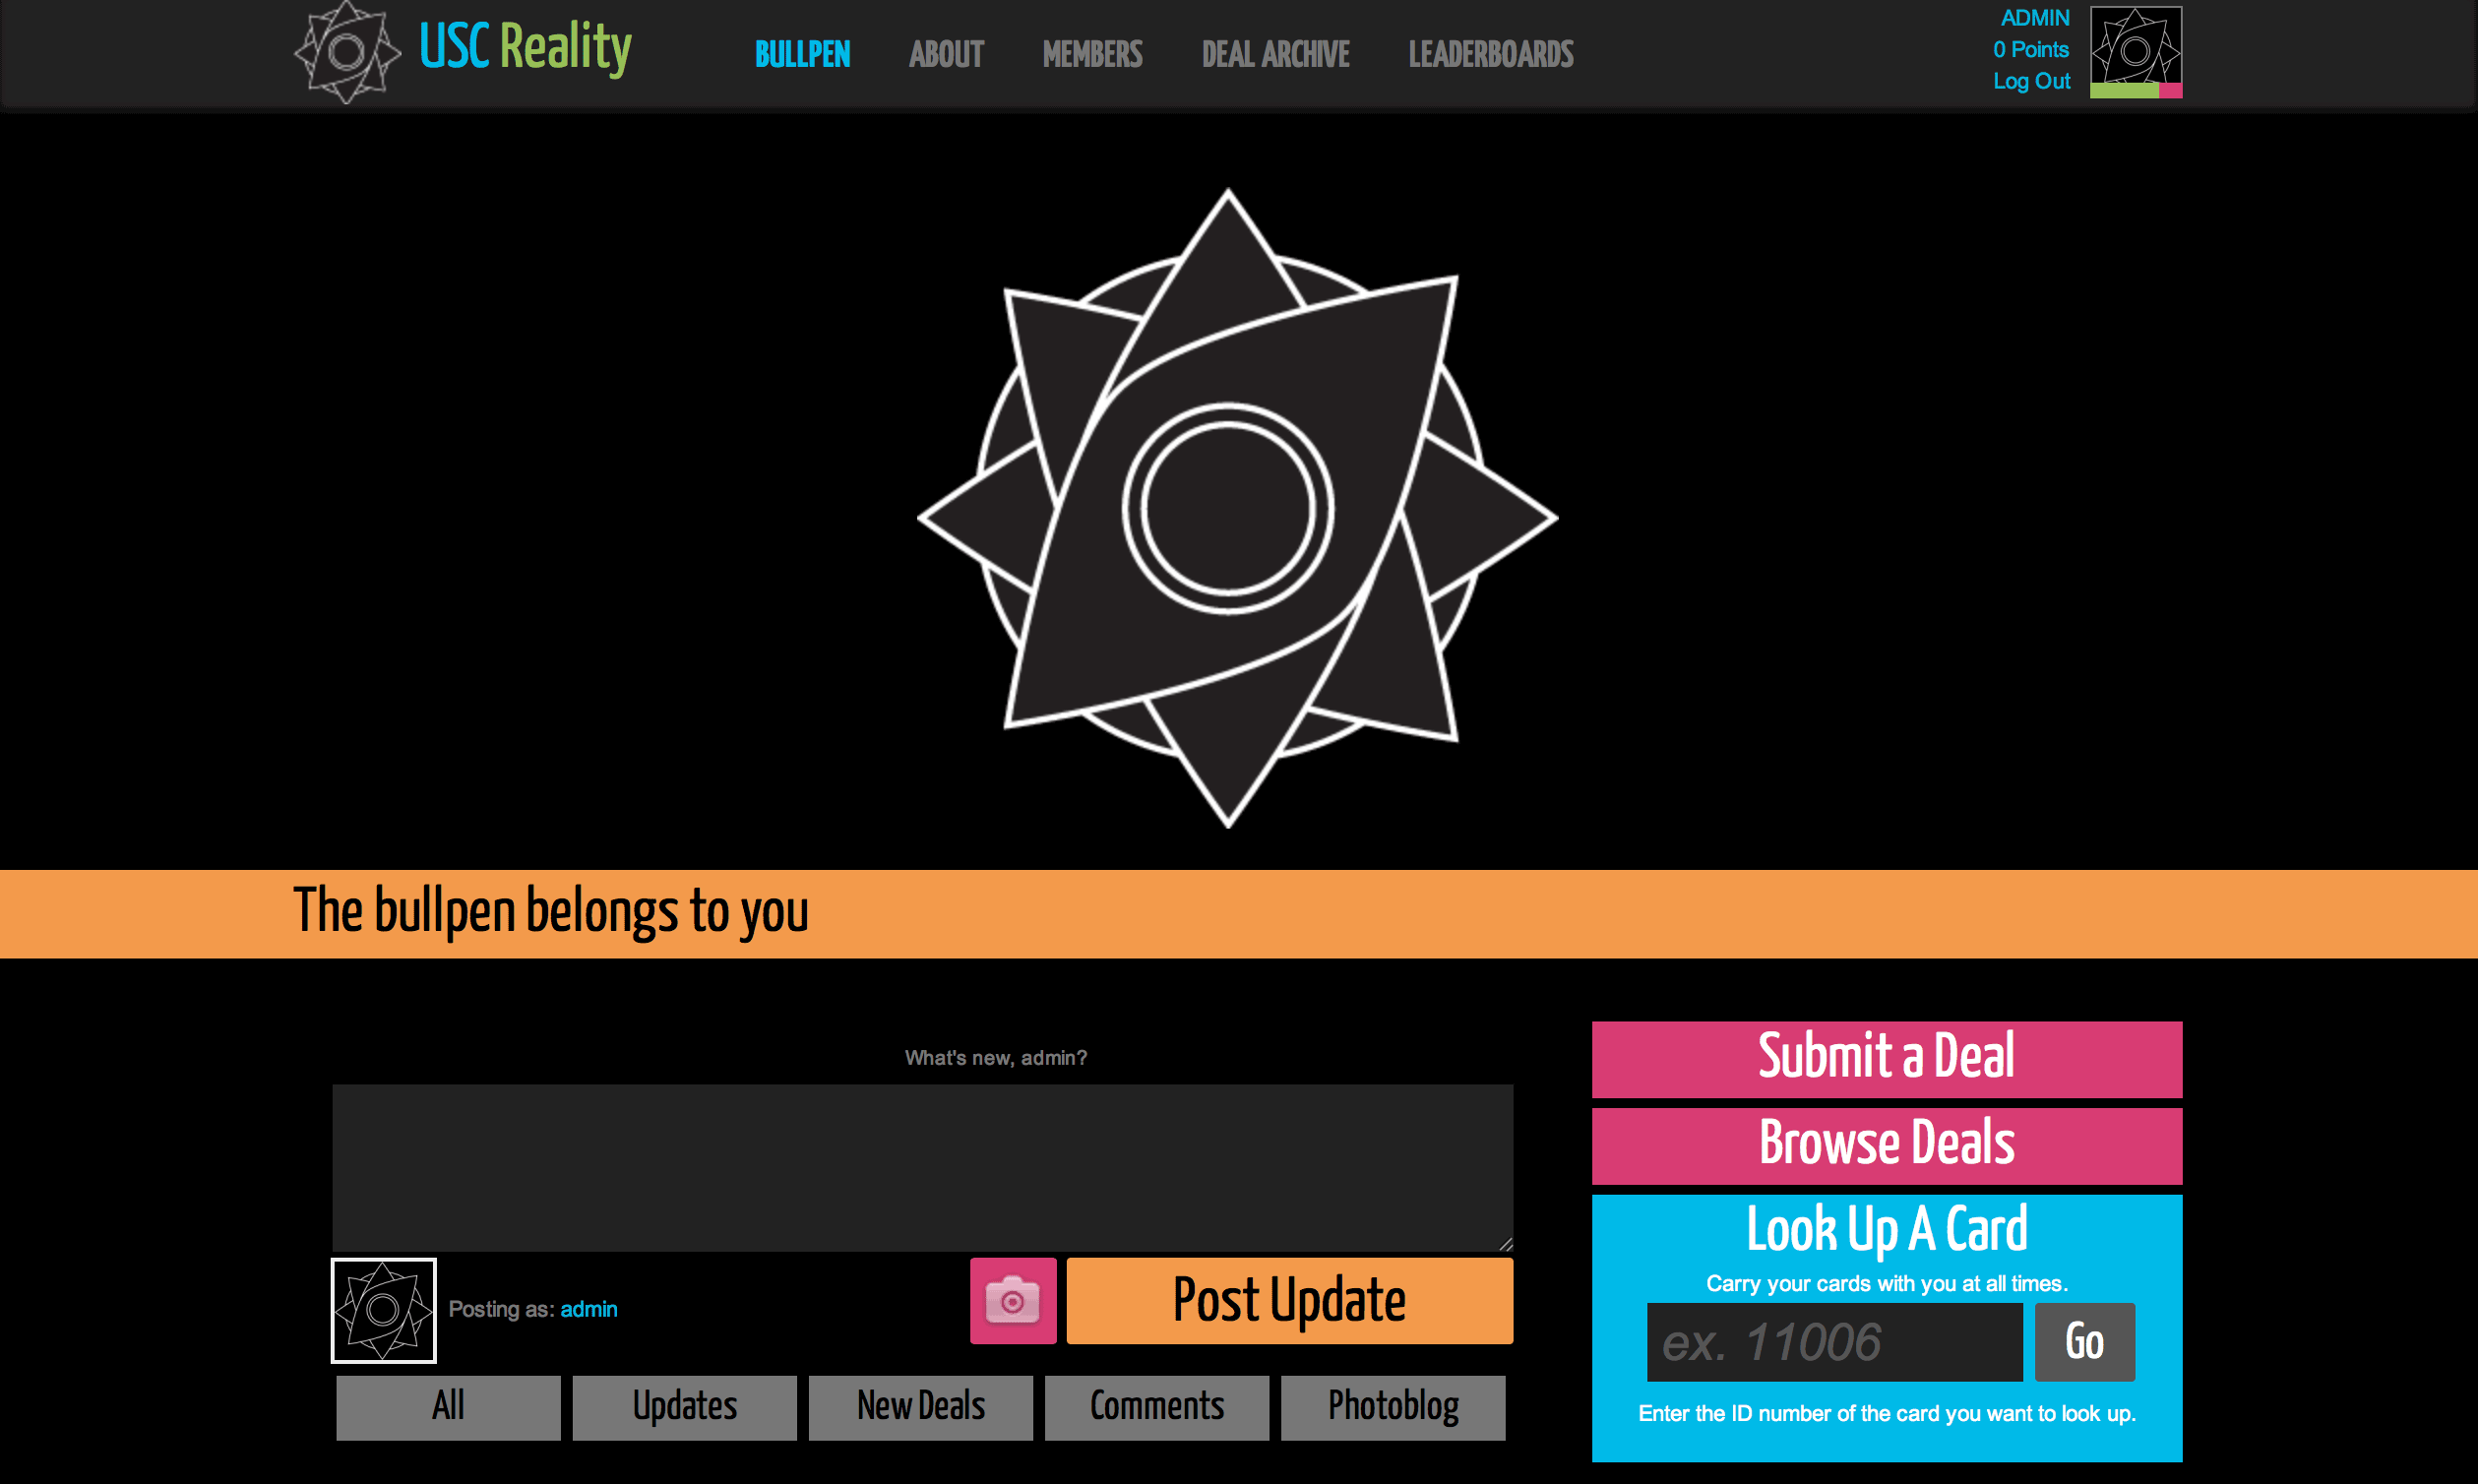 USC Reality
BULLPEN ABOUT MEMBERS DEAL ARCHIVE LEADERBOARDS
ADMIN
0 Points
Log Out
The bullpen belongs to you
What's new, admin?
Posting as: admin
Post Update
All Updates New Deals Comments Photoblog
Submit a Deal
Browse Deals
Look Up A Card
Carry your cards with you at all times.
ex. 11006 Go
Enter the ID number of the card you want to look up.